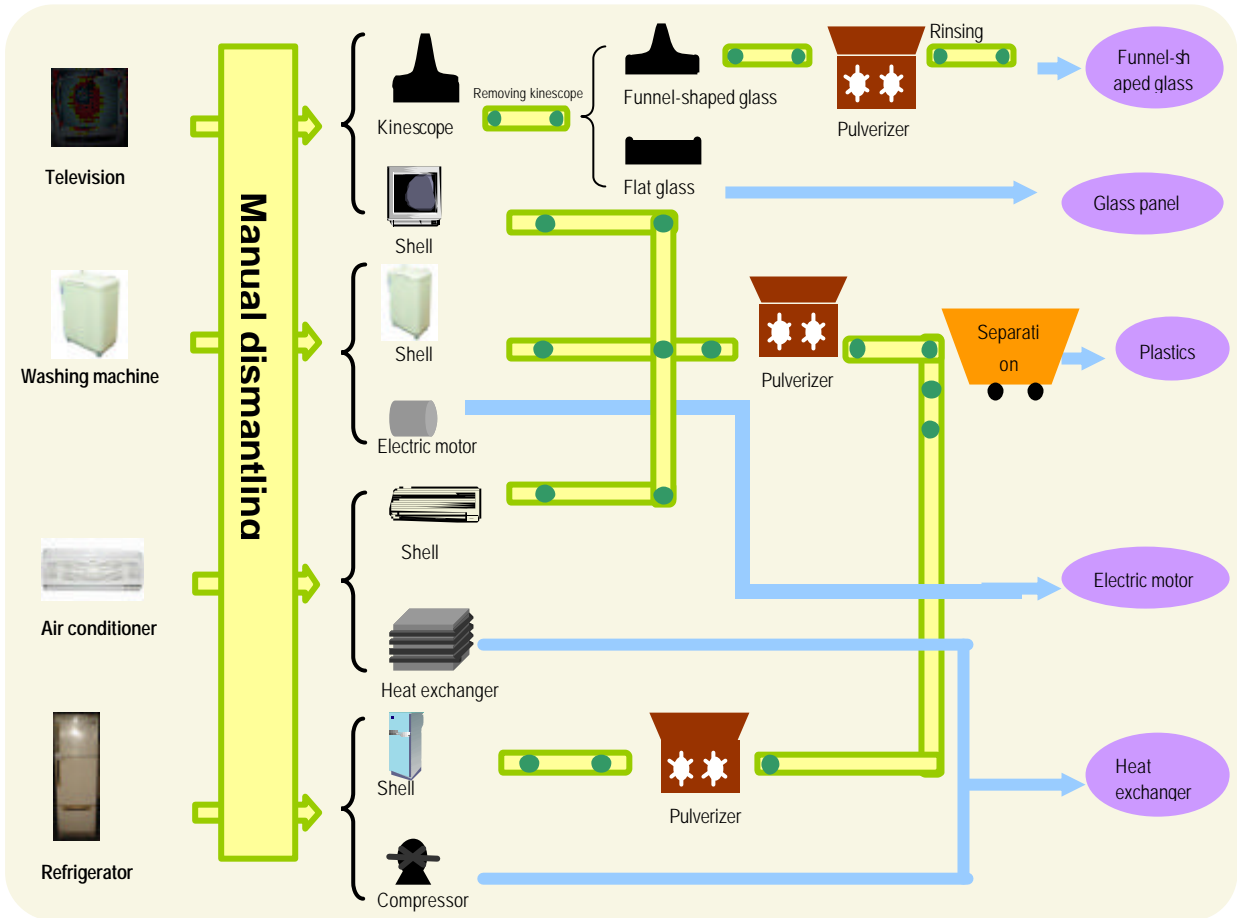 Television
Washing machine
Air conditioner
Refrigerator
Manual dismantling
Kinescope
Shell
Shell
Electric motor
Shell
Heat exchanger
Shell
Compressor
Removing kinescope
Funnel-shaped glass
Flat glass
Pulverizer
Rinsing
Pulverizer
Separati
on
Pulverizer
Funnel-sh
aped glass
Glass panel
Plastics
Electric motor
Heat
exchanger